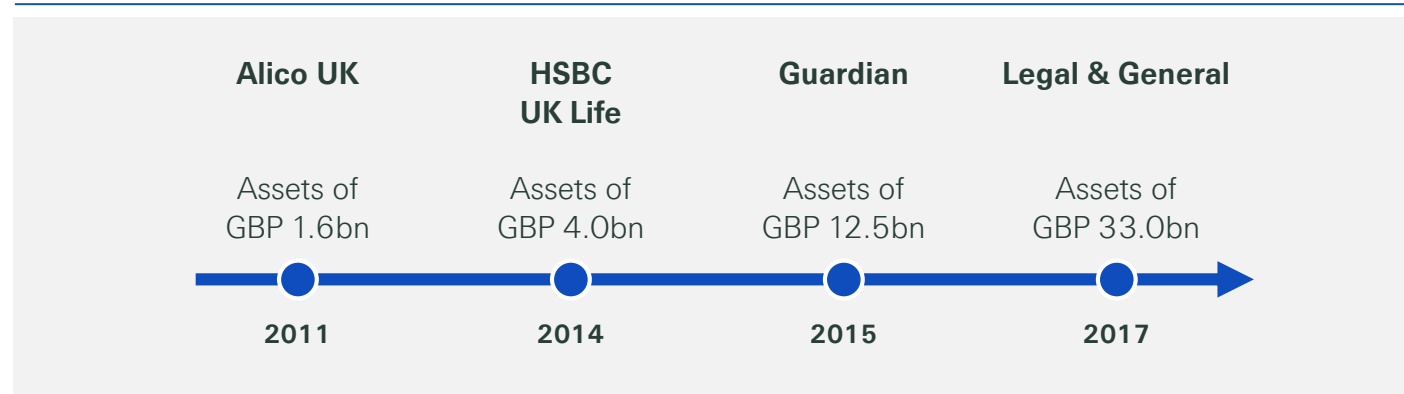 Alico UK
HSBC
UK Life
Guardian
Legal & General
Assets of
GBP 1.6bn
Assets of
GBP 4.0bn
Assets of
GBP 12.5bn
Assets of
GBP 33.0bn
2011
2014
2015
2017